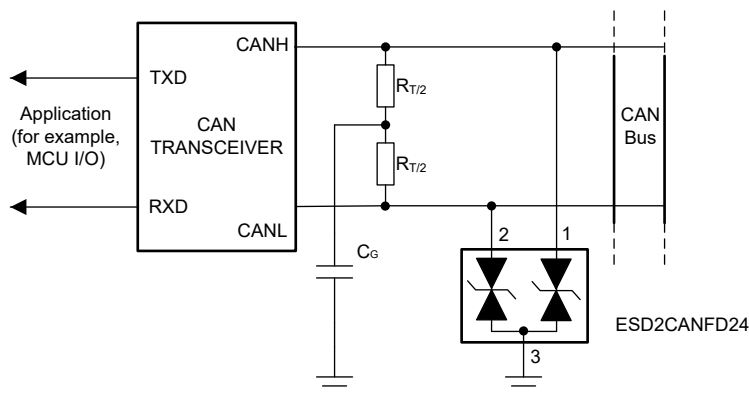 CANH
TXD
R_{T/2}
Application
(for example,
MCU I/O)
CAN
TRANSCEIVER
CAN
Bus
R_{T/2}
RXD
CANL
2
1
C_G
ESD2CANFD24
3